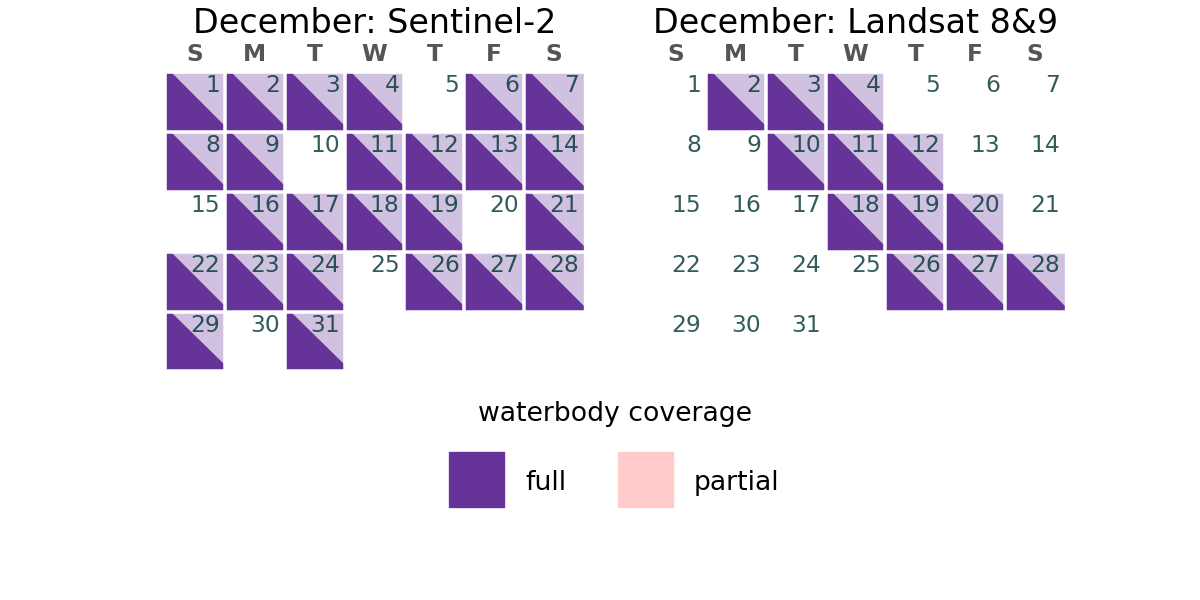 December: Sentinel-2
S M T W T F S
1 2 3 4 5 6 7
8 9 10 11 12 13 14
15 16 17 18 19 20 21
22 23 24 25 26 27 28
29 30 31
December: Landsat 8&9
S M T W T F S
1 2 3 4 5 6 7
8 9 10 11 12 13 14
15 16 17 18 19 20 21
22 23 24 25 26 27 28
29 30 31
waterbody coverage
full partial